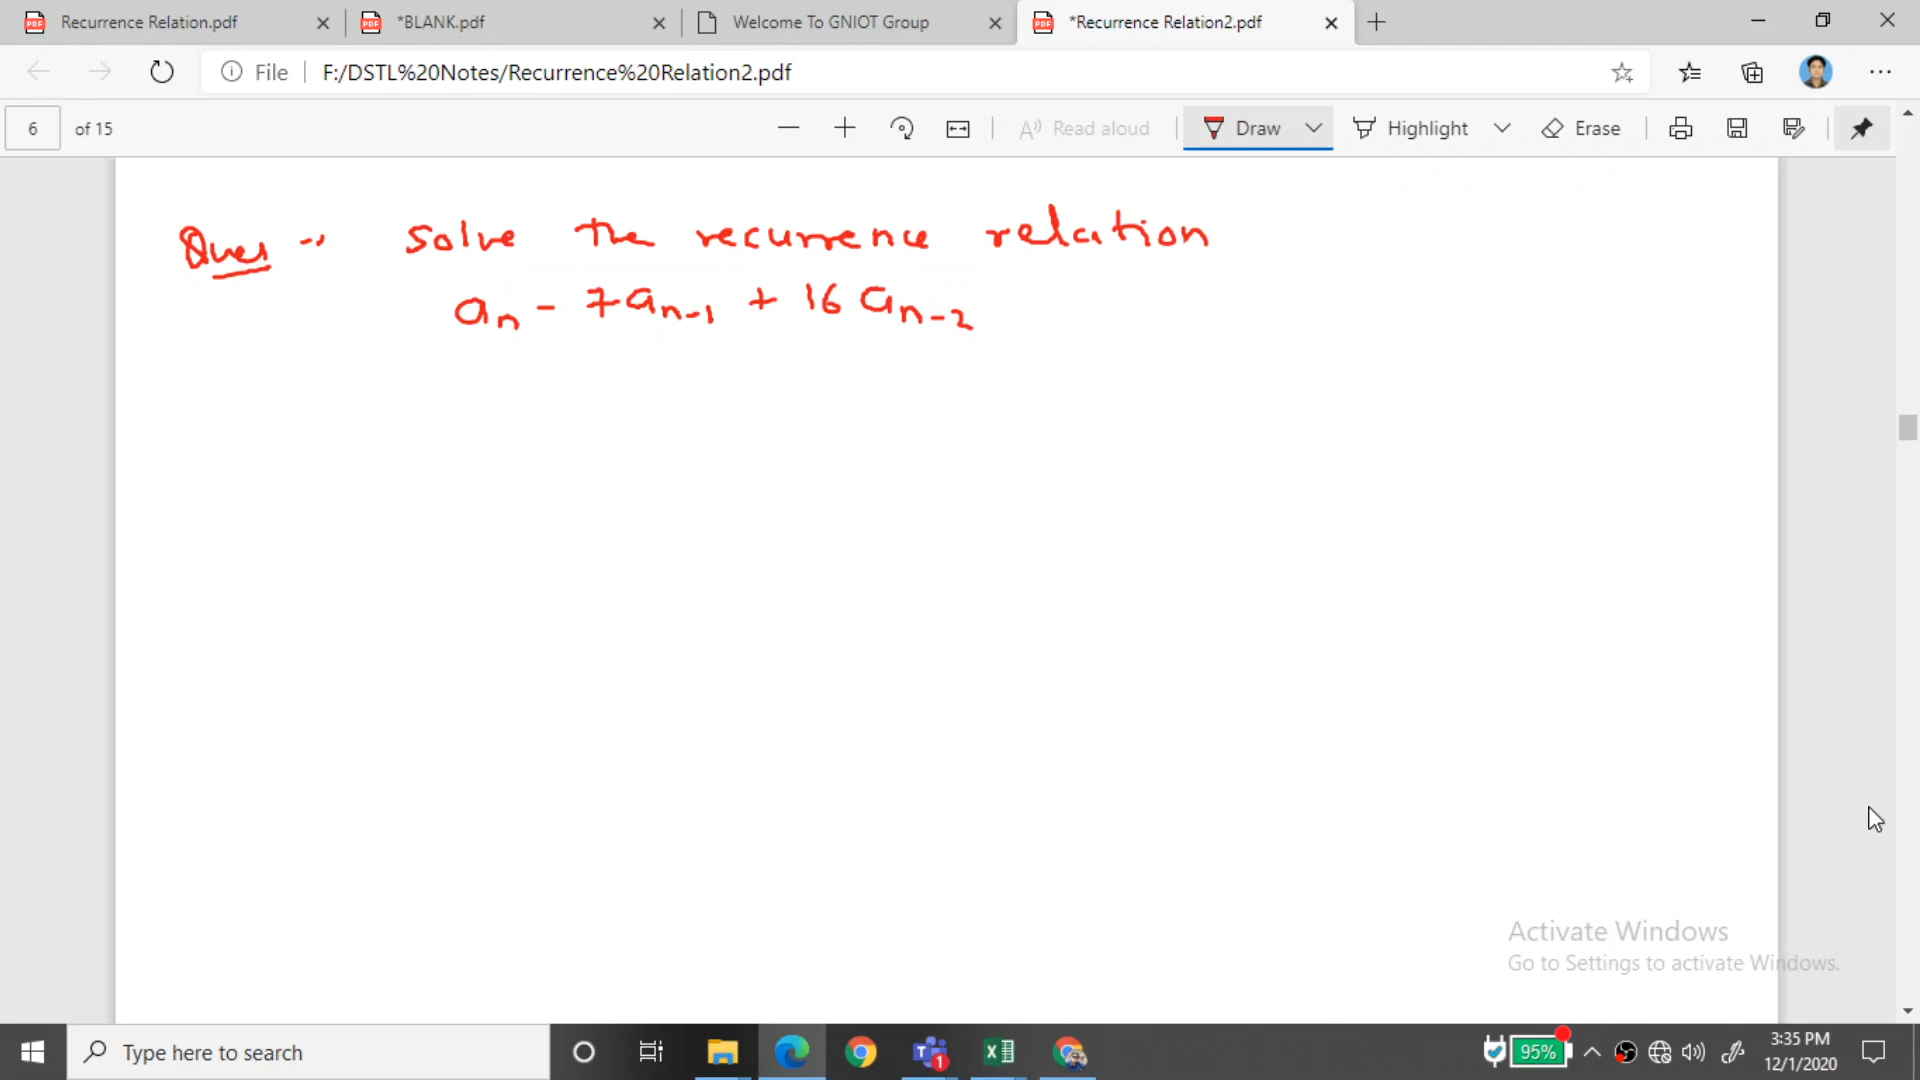 Recurrence Relation.pdf
*BLANK.pdf
Welcome To GNIOT Group
*Recurrence Relation2.pdf
File
F:/DSTL%20Notes/Recurrence%20Relation2.pdf
6 of 15
Read aloud
Draw
Highlight
Erase
Ques :- Solve the recurrence relation
aₙ - 7aₙ₋₁ + 16aₙ₋₂
Activate Windows
Go to Settings to activate Windows.
Type here to search
1
95%
3:35 PM
12/1/2020